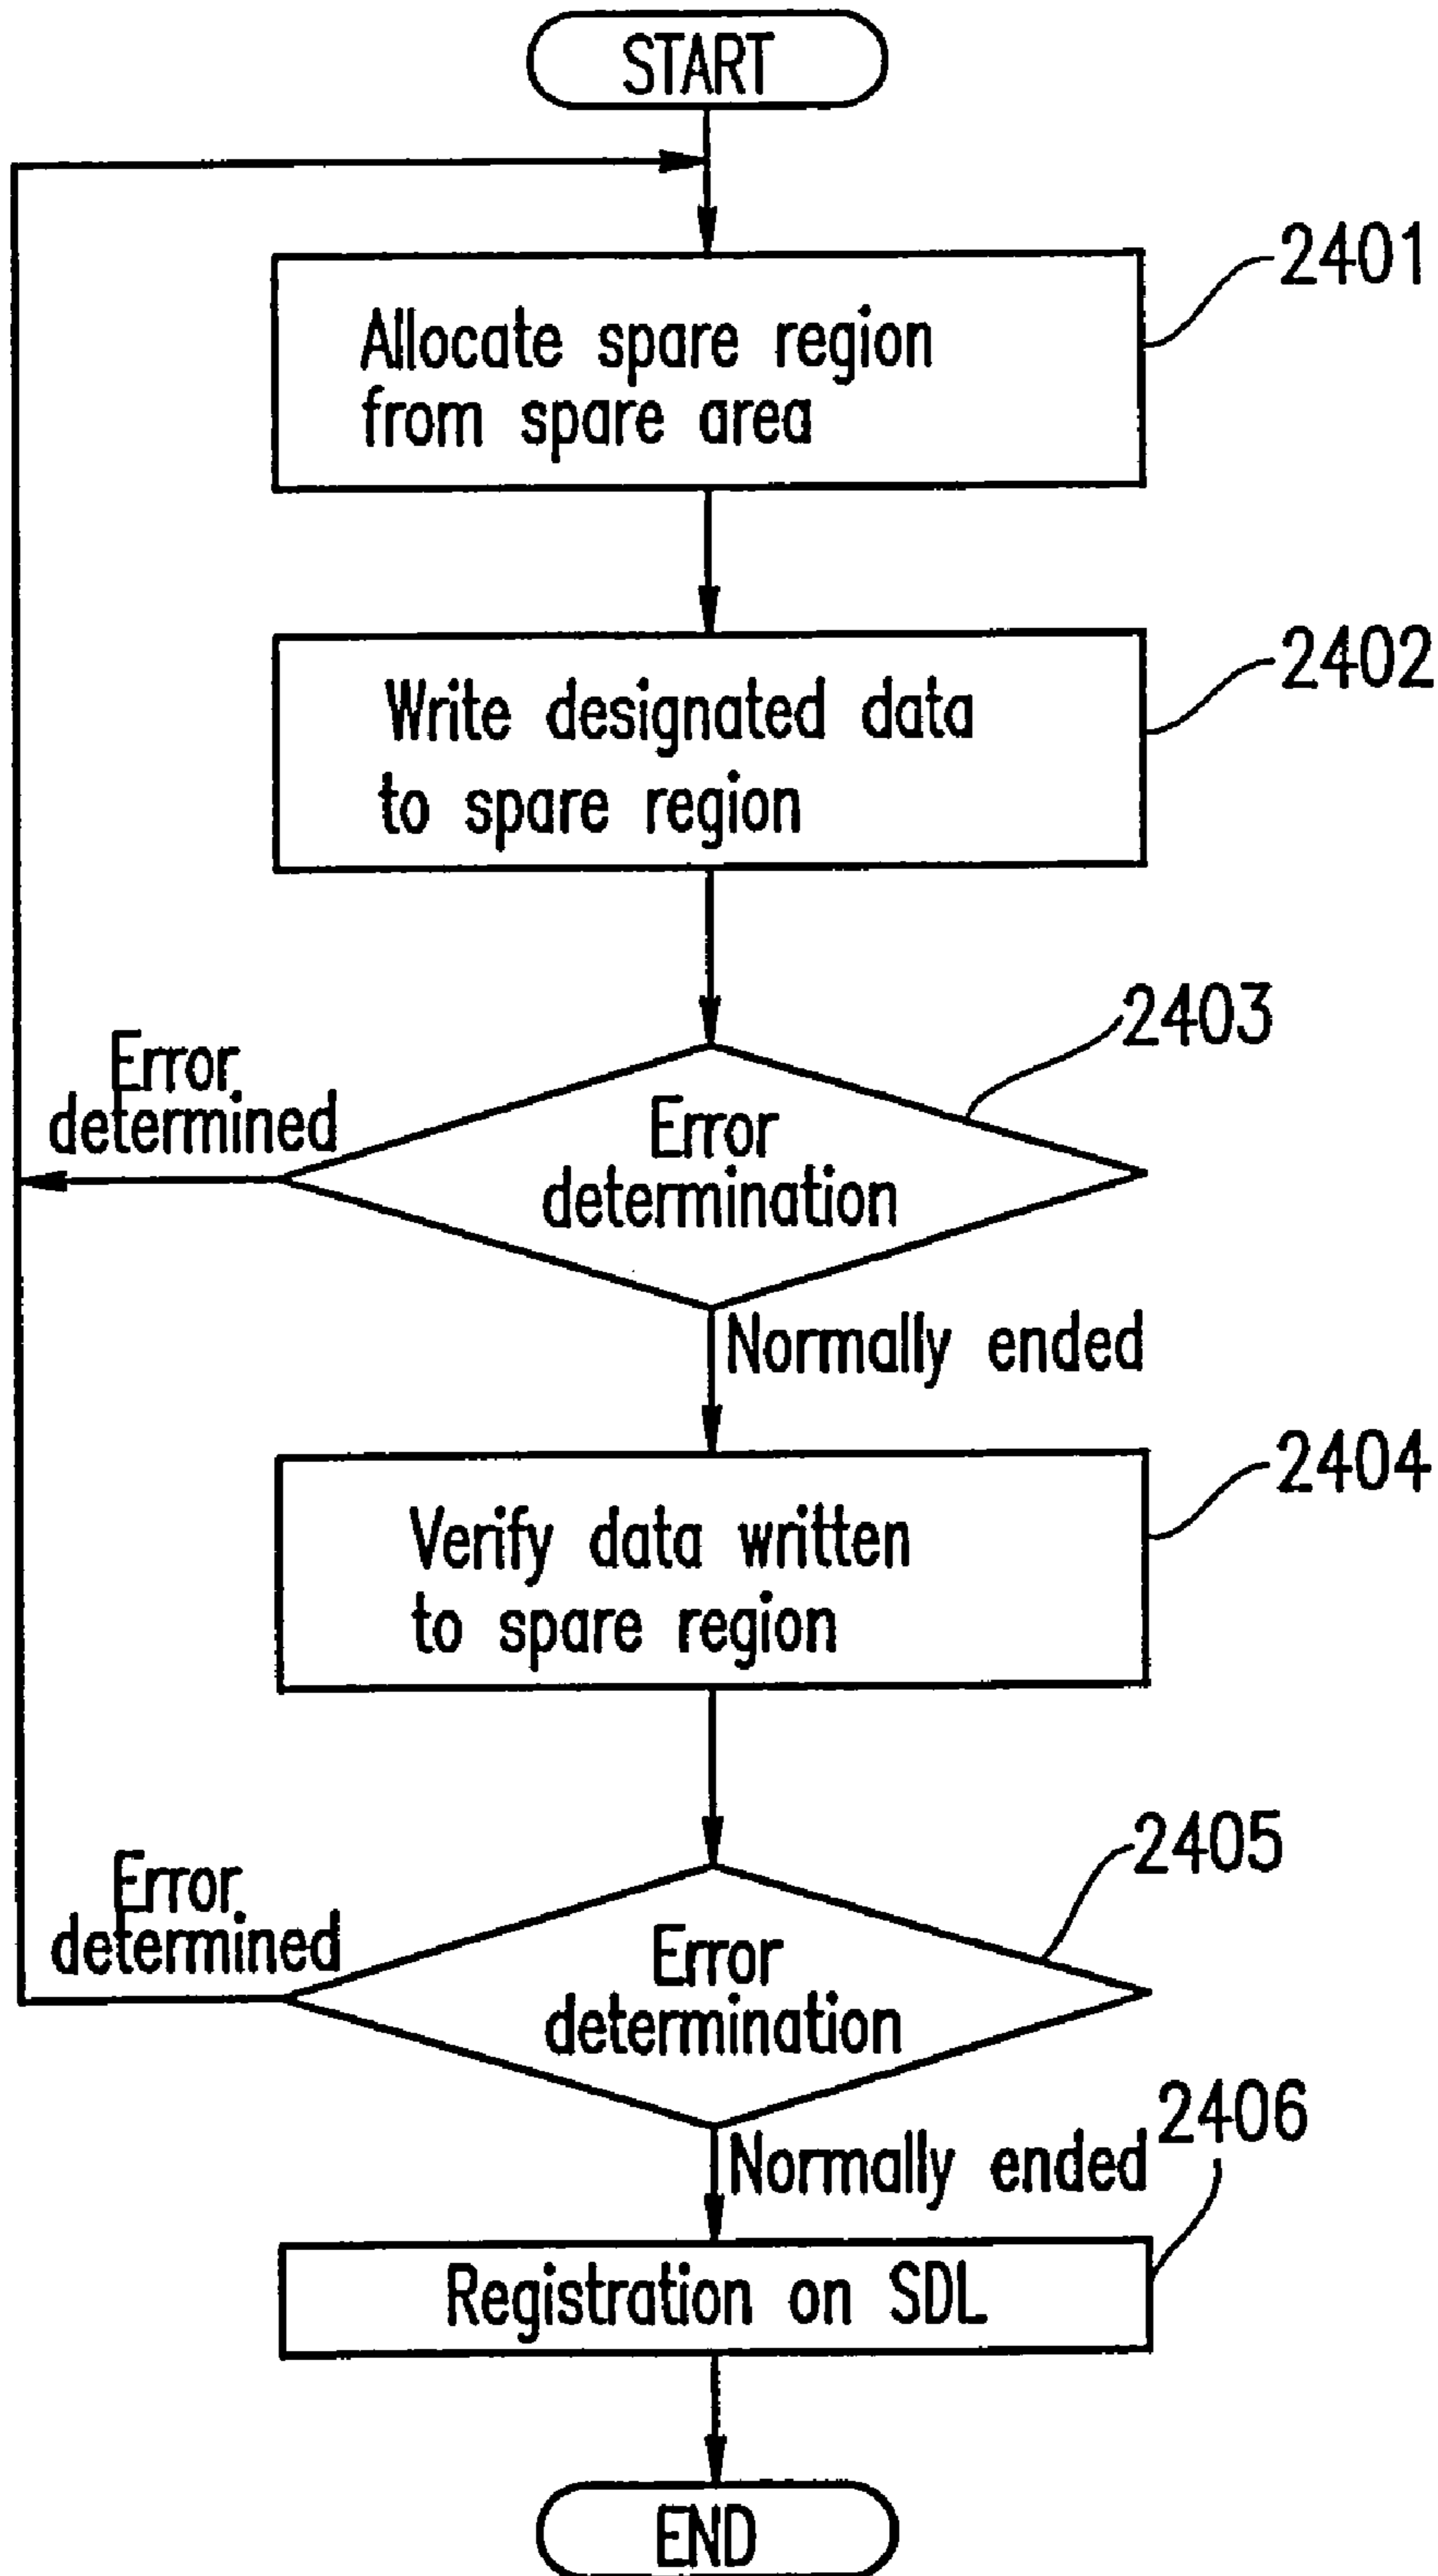 START
2401
Allocate spare region
from spare area
2402
Write designated data
to spare region
2403
Error
determined
Error
determination
Normally ended
2404
Verify data written
to spare region
2405
Error
determined
Error
determination
2406
Normally ended
Registration on SDL
END